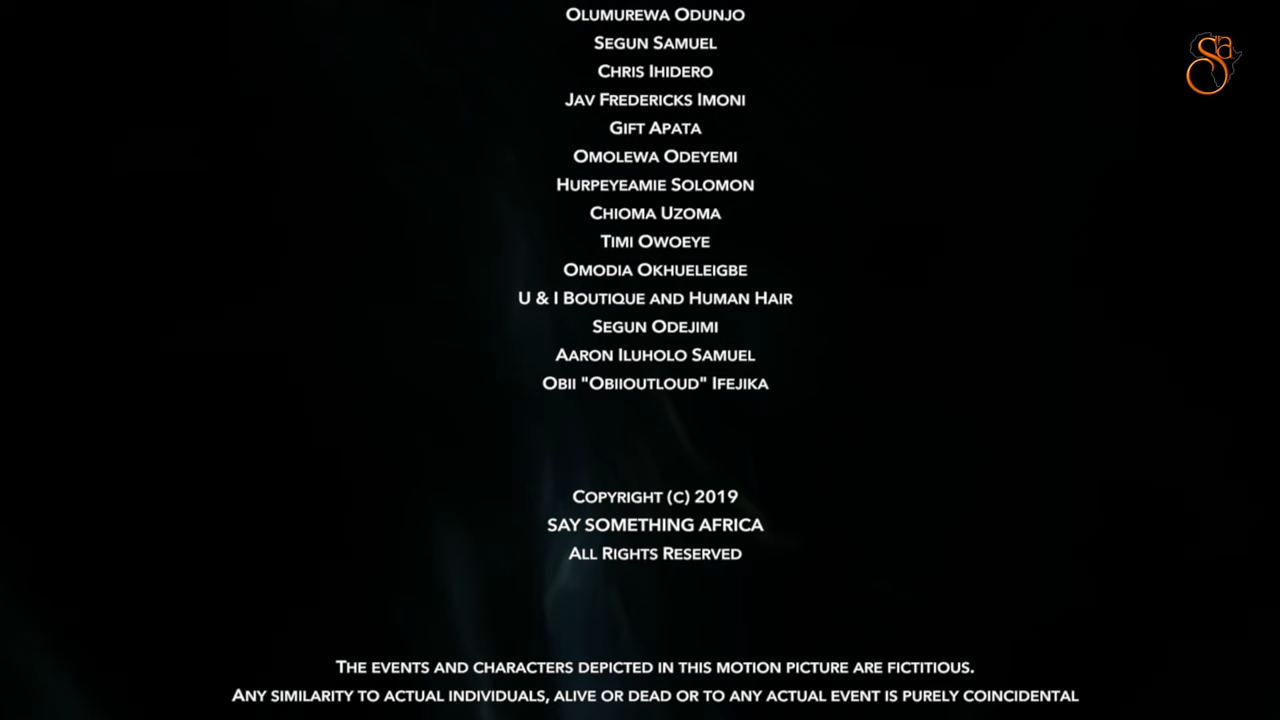 OLUMUREWA ODUNJO
SEGUN SAMUEL
CHRIS IHIDERO
JAV FREDERICKS IMONI
GIFT APATA
OMOLEWA ODEYEMI
HURPEYEAMIE SOLOMON
CHIOMA UZOMA
TIMI OWOEYE
OMODIA OKHUELEIGBE
U & I BOUTIQUE AND HUMAN HAIR
SEGUN ODEJIMI
AARON ILUHOLO SAMUEL
OBII "OBIIOUTLOUD" IFEJIKA
COPYRIGHT (C) 2019
SAY SOMETHING AFRICA
ALL RIGHTS RESERVED
THE EVENTS AND CHARACTERS DEPICTED IN THIS MOTION PICTURE ARE FICTITIOUS.
ANY SIMILARITY TO ACTUAL INDIVIDUALS, ALIVE OR DEAD OR TO ANY ACTUAL EVENT IS PURELY COINCIDENTAL